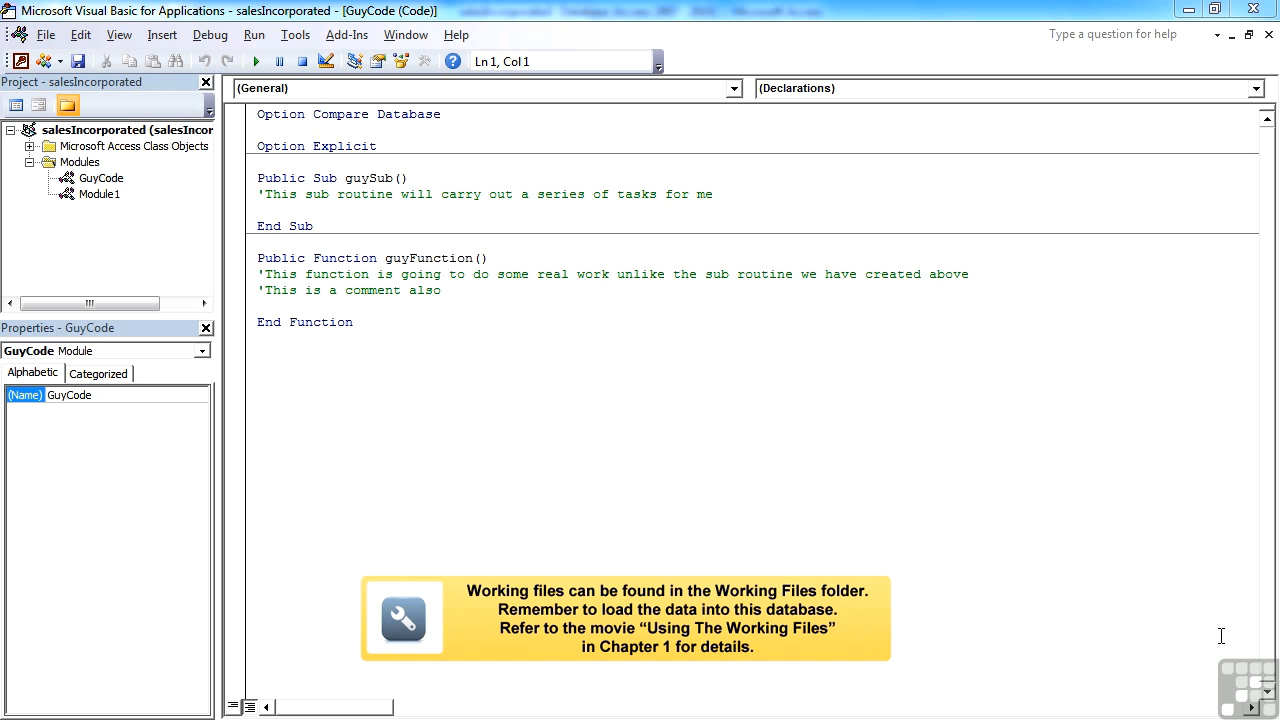 Microsoft Visual Basic for Applications - salesIncorporated - [GuyCode (Code)]
File Edit View Insert Debug Run Tools Add-Ins Window Help
Type a question for help
Ln 1, Col 1
Project - salesIncorporated
(General)
(Declarations)
salesIncorporated (salesIncor
Microsoft Access Class Objects
Modules
GuyCode
Module1
Option Compare Database
Option Explicit
Public Sub guySub()
'This sub routine will carry out a series of tasks for me
End Sub
Public Function guyFunction()
'This function is going to do some real work unlike the sub routine we have created above
'This is a comment also
End Function
Properties - GuyCode
GuyCode Module
Alphabetic Categorized
(Name) GuyCode
Working files can be found in the Working Files folder.
Remember to load the data into this database.
Refer to the movie “Using The Working Files”
in Chapter 1 for details.